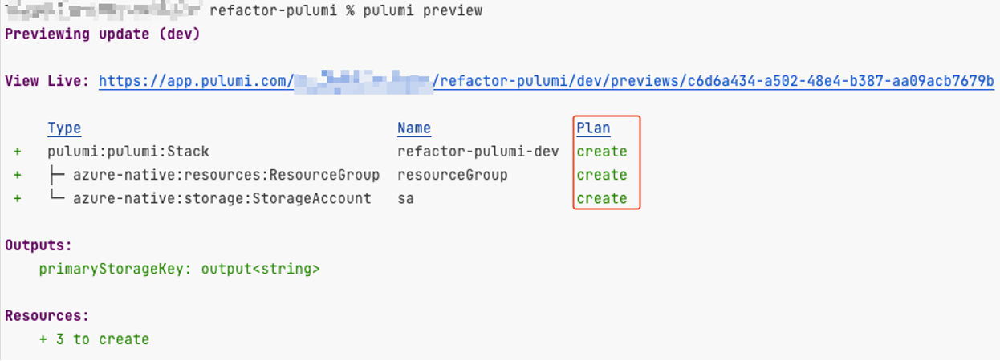 refactor-pulumi % pulumi preview
Previewing update (dev)
View Live: https://app.pulumi.com/ /refactor-pulumi/dev/previews/c6d6a434-a502-48e4-b387-aa09acb7679b
Type Name Plan
+ pulumi:pulumi:Stack refactor-pulumi-dev create
+ ├─ azure-native:resources:ResourceGroup resourceGroup create
+ └─ azure-native:storage:StorageAccount sa create
Outputs:
primaryStorageKey: output<string>
Resources:
+ 3 to create